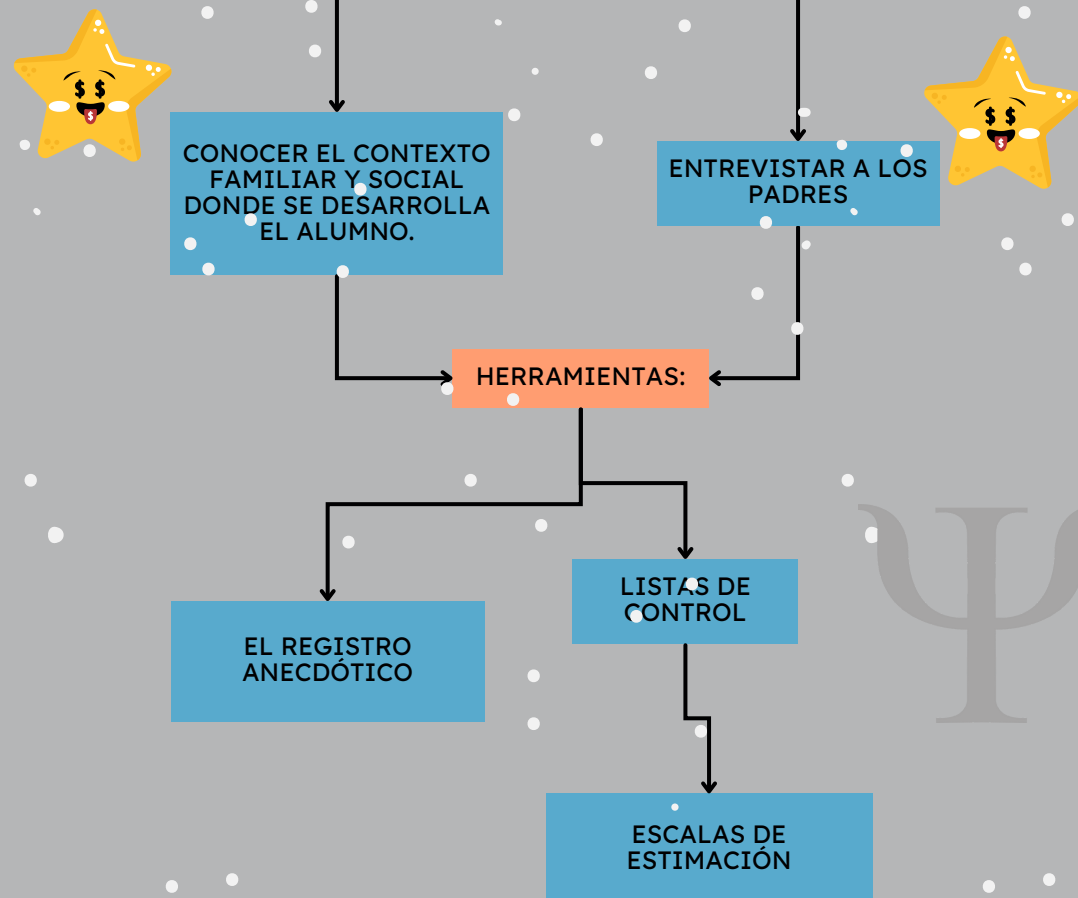 CONOCER EL CONTEXTO
FAMILIAR Y SOCIAL
DONDE SE DESARROLLA
EL ALUMNO.
ENTREVISTAR A LOS
PADRES
HERRAMIENTAS:
LISTAS DE
CONTROL
EL REGISTRO
ANECDÓTICO
ESCALAS DE
ESTIMACIÓN
Ψ